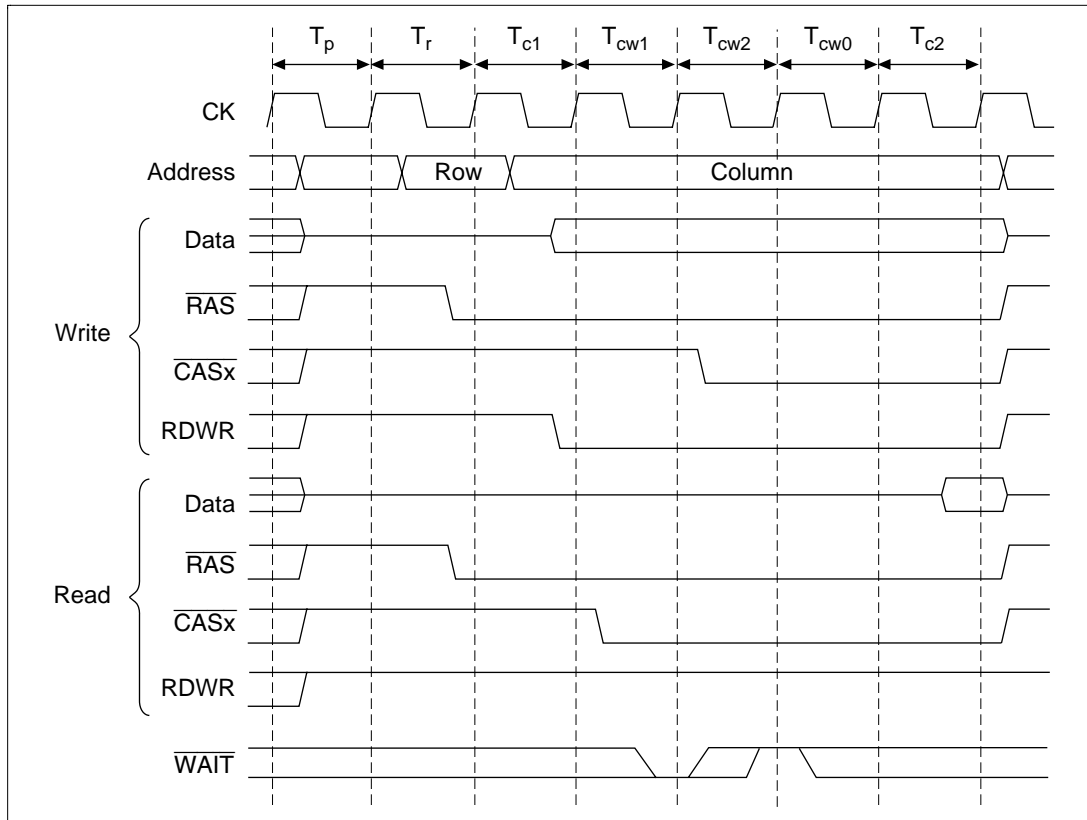 Tp Tr Tc1 Tcw1 Tcw2 Tcw0 Tc2
CK
Address Row Column
Data
RAS
Write
CASx
RDWR
Data
RAS
Read
CASx
RDWR
WAIT